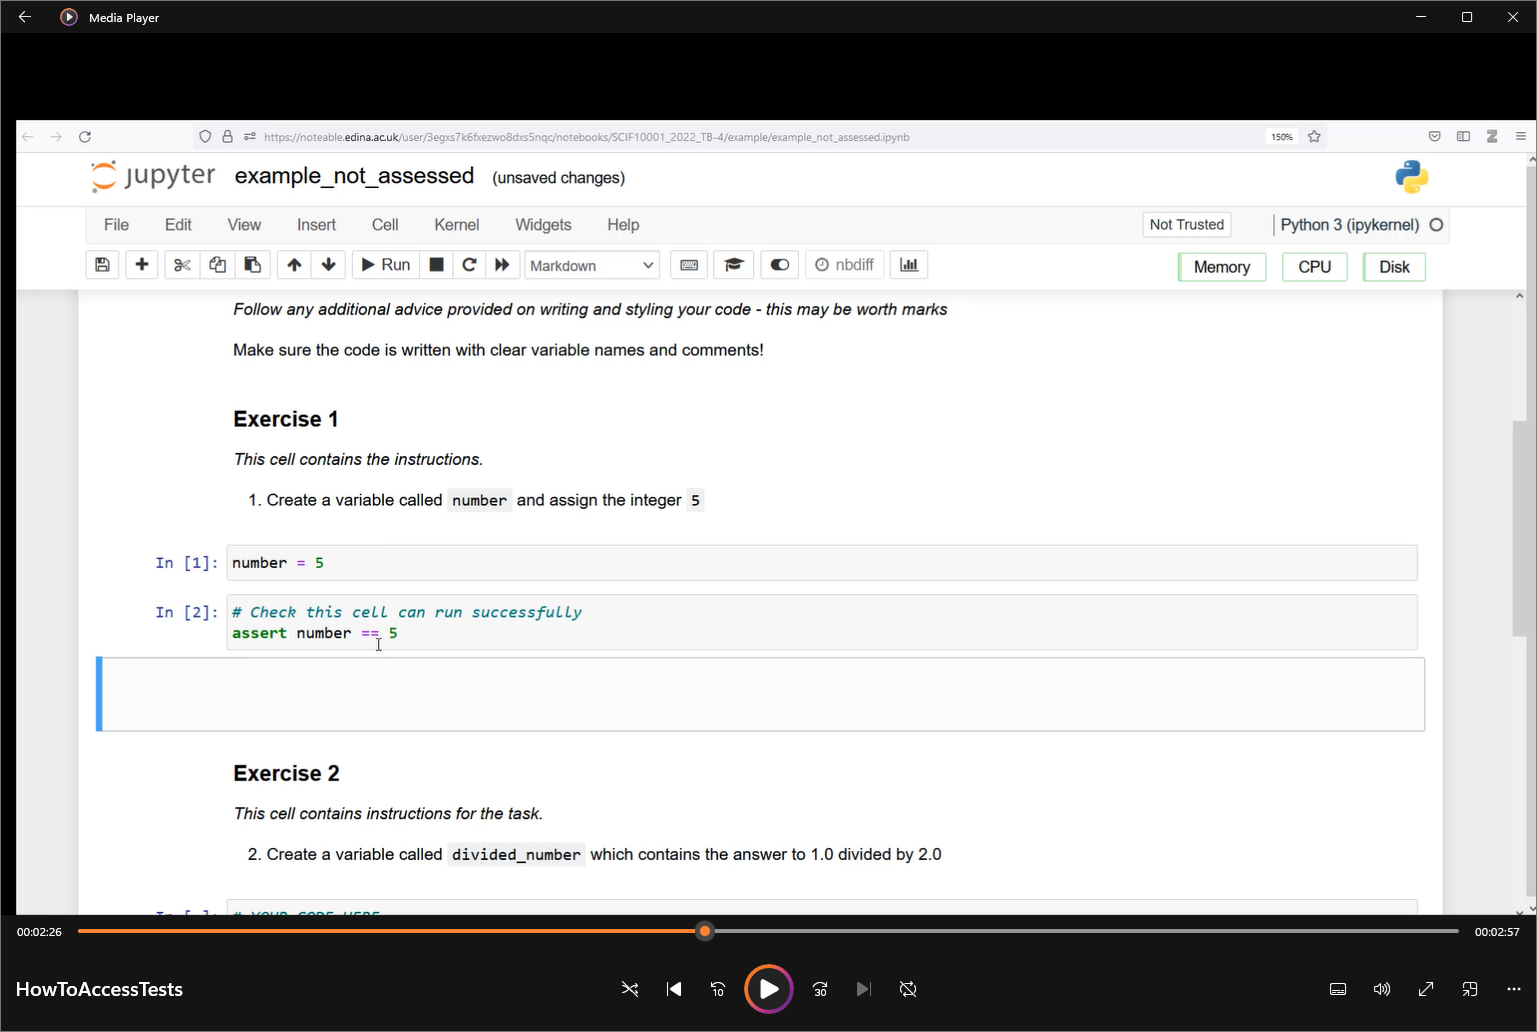 Media Player
https://noteable.edina.ac.uk/user/3egxs7k6fxezwo8dxs5nqc/notebooks/SCIF10001_2022_TB-4/example/example_not_assessed.ipynb
150%
jupyter example_not_assessed (unsaved changes)
File Edit View Insert Cell Kernel Widgets Help Not Trusted Python 3 (ipykernel)
Run Markdown nbdiff Memory CPU Disk
Follow any additional advice provided on writing and styling your code - this may be worth marks
Make sure the code is written with clear variable names and comments!
Exercise 1
This cell contains the instructions.
1. Create a variable called number and assign the integer 5
In [1]: number = 5
In [2]: # Check this cell can run successfully
assert number == 5
Exercise 2
This cell contains instructions for the task.
2. Create a variable called divided_number which contains the answer to 1.0 divided by 2.0
In [ ]: # YOUR CODE HERE
00:02:26 00:02:57
HowToAccessTests
10
30